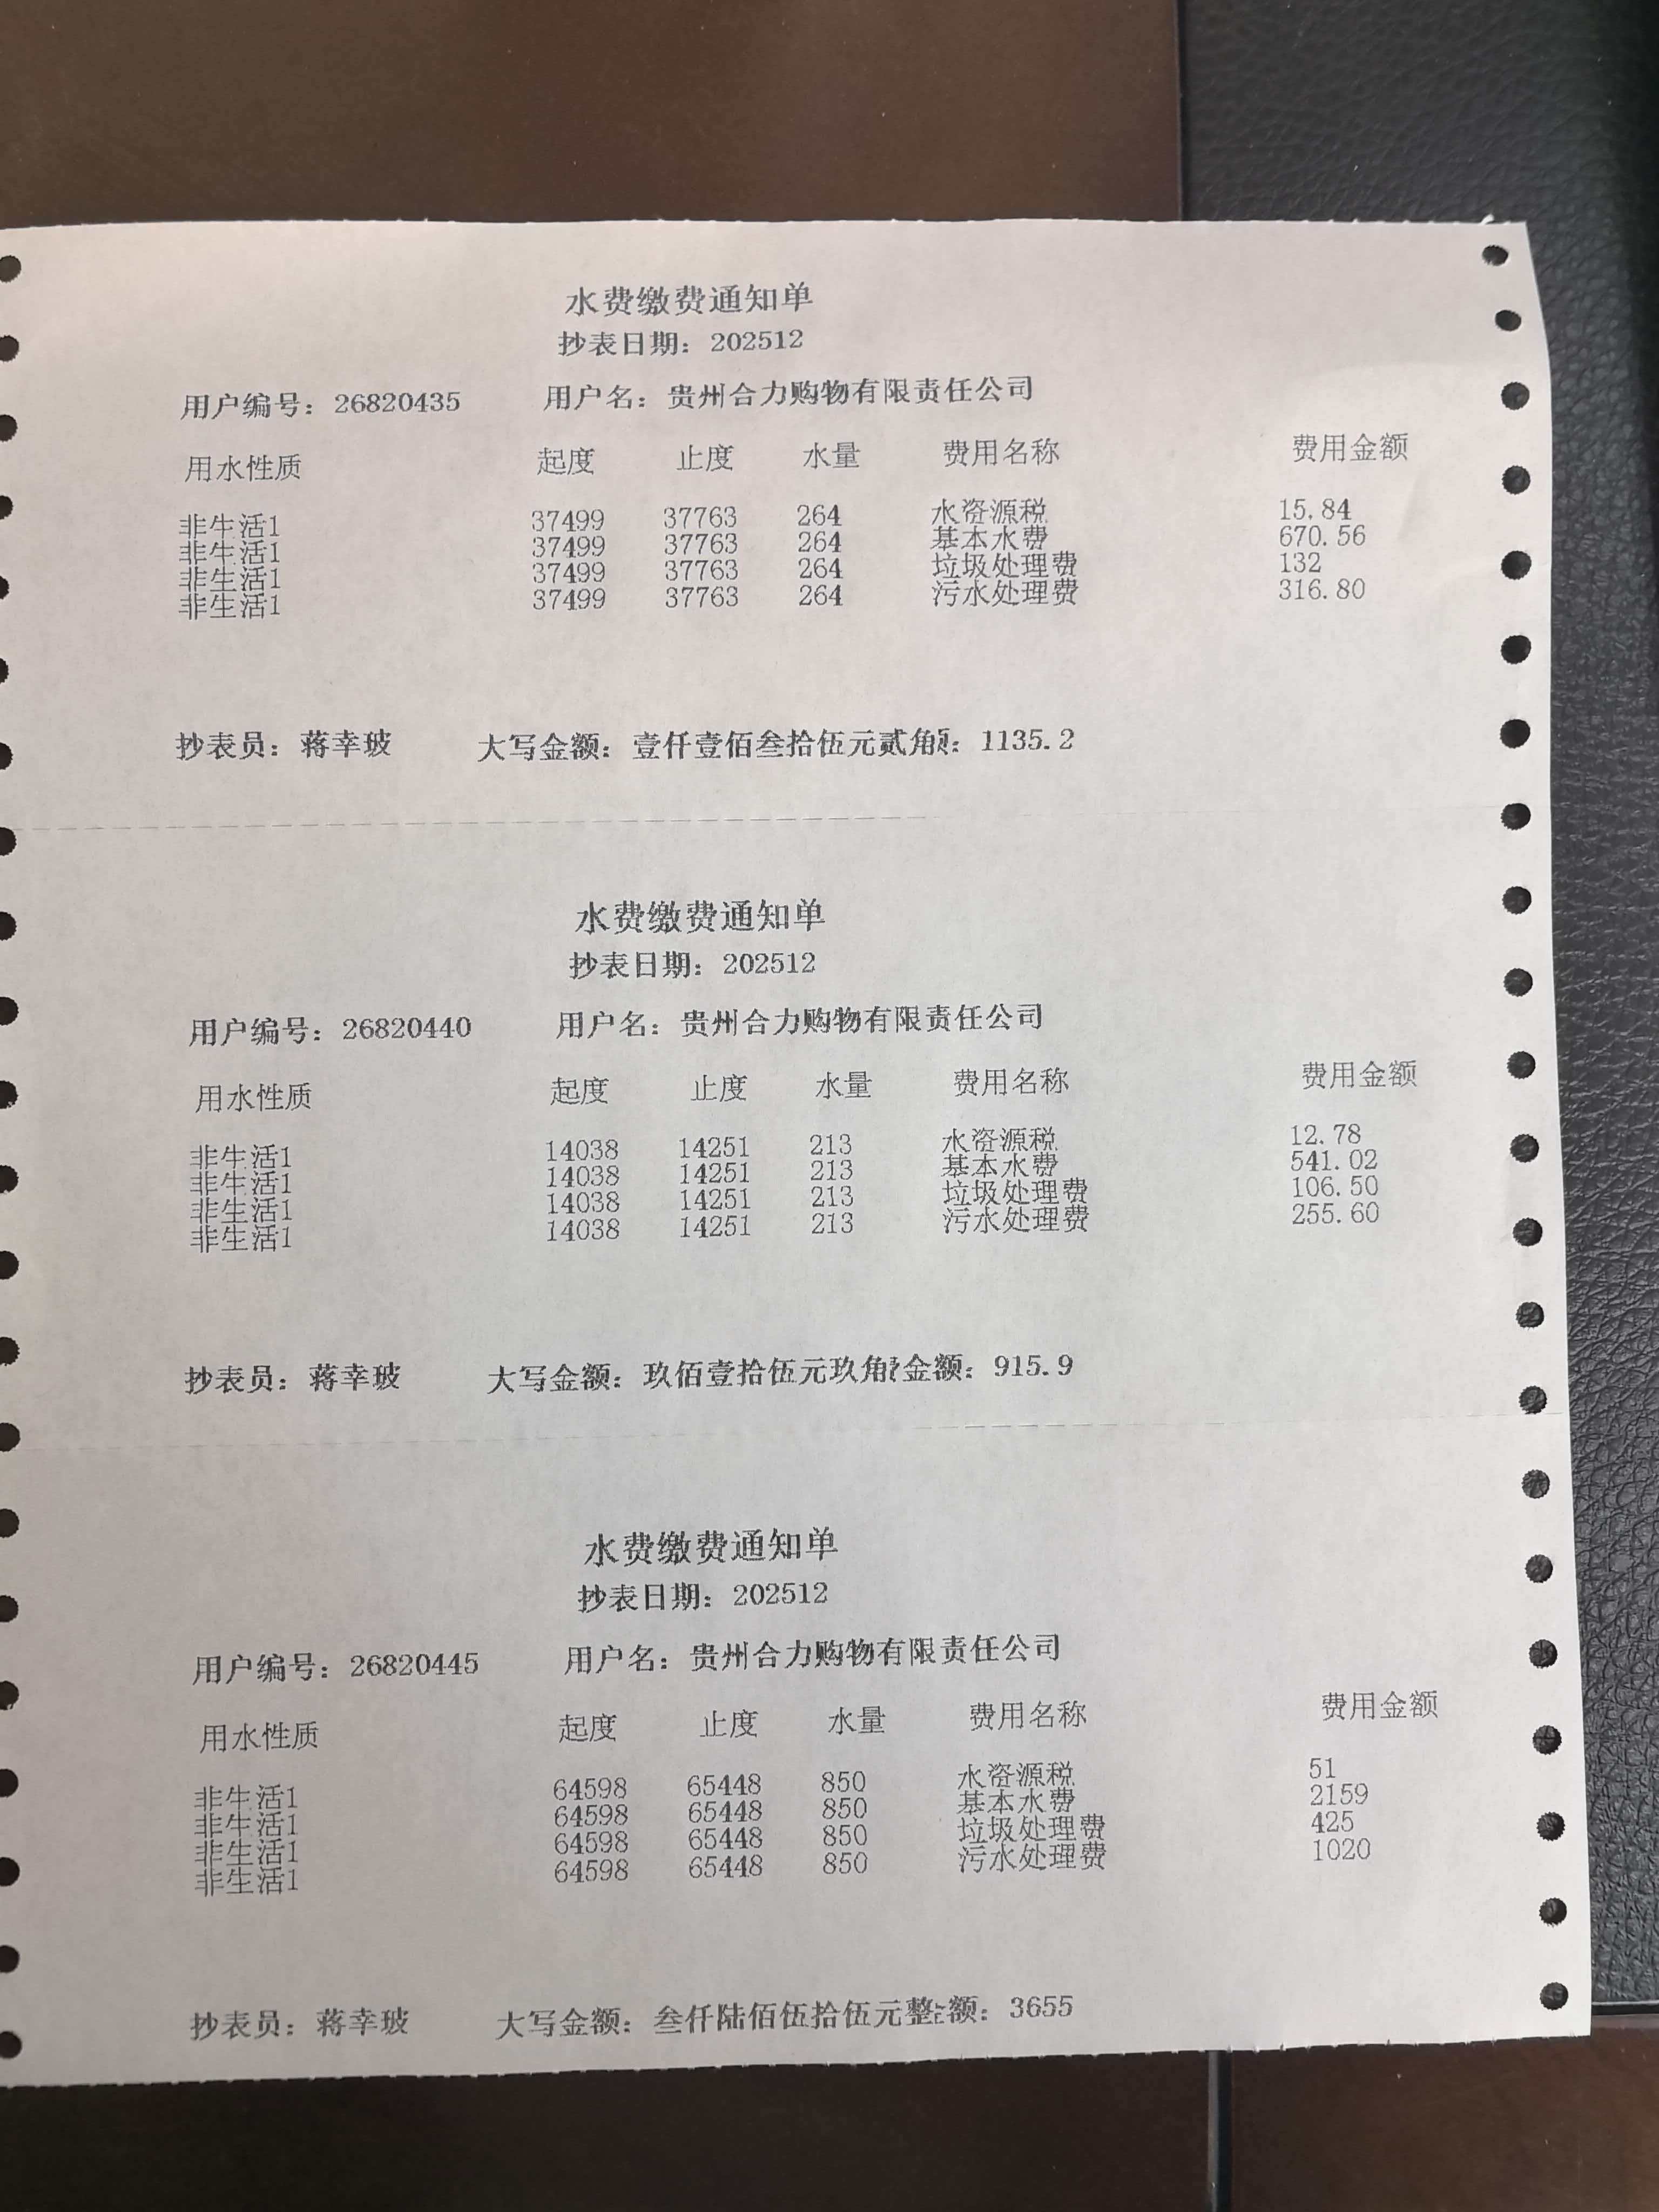 水费缴费通知单
抄表日期：202512
用户编号：26820435 用户名：贵州合力购物有限责任公司
用水性质 起度 止度 水量 费用名称 费用金额
非生活1 37499 37763 264 水资源税 15.84
非生活1 37499 37763 264 基本水费 670.56
非生活1 37499 37763 264 垃圾处理费 132
非生活1 37499 37763 264 污水处理费 316.80
抄表员：蒋幸玻 大写金额：壹仟壹佰叁拾伍元贰角额：1135.2
水费缴费通知单
抄表日期：202512
用户编号：26820440 用户名：贵州合力购物有限责任公司
用水性质 起度 止度 水量 费用名称 费用金额
非生活1 14038 14251 213 水资源税 12.78
非生活1 14038 14251 213 基本水费 541.02
非生活1 14038 14251 213 垃圾处理费 106.50
非生活1 14038 14251 213 污水处理费 255.60
抄表员：蒋幸玻 大写金额：玖佰壹拾伍元玖角金额：915.9
水费缴费通知单
抄表日期：202512
用户编号：26820445 用户名：贵州合力购物有限责任公司
用水性质 起度 止度 水量 费用名称 费用金额
非生活1 64598 65448 850 水资源税 51
非生活1 64598 65448 850 基本水费 2159
非生活1 64598 65448 850 垃圾处理费 425
非生活1 64598 65448 850 污水处理费 1020
抄表员：蒋幸玻 大写金额：叁仟陆佰伍拾伍元整金额：3655